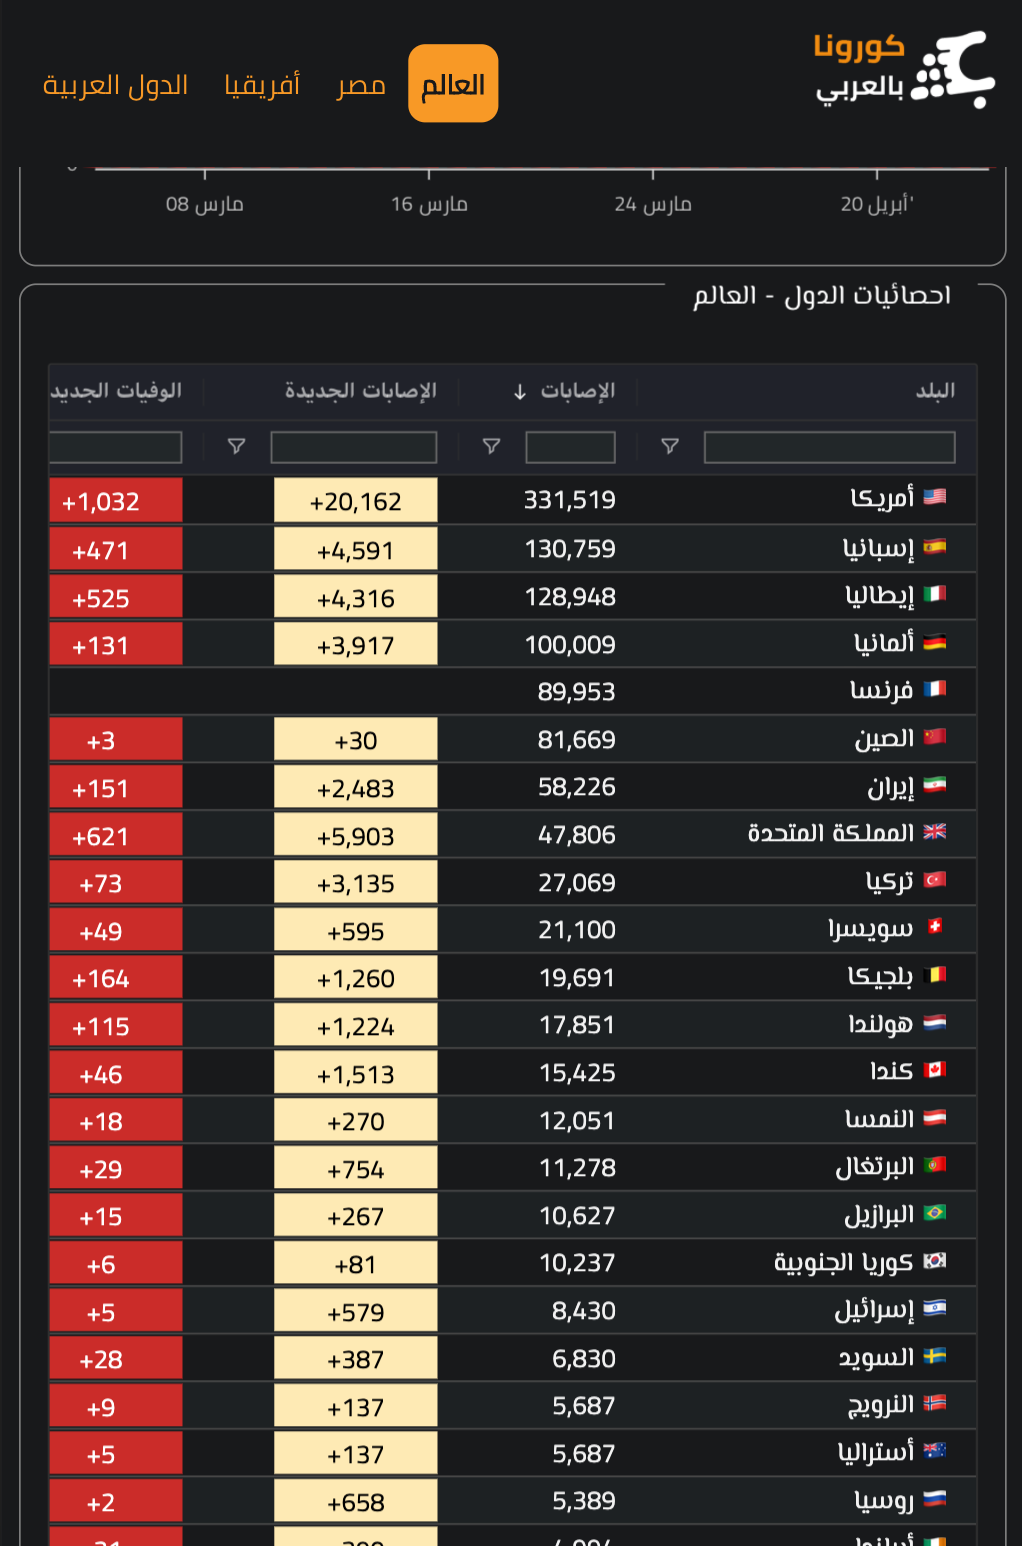 كورونا
بالعربي
العالم مصر أفريقيا الدول العربية
مارس 08 مارس 16 مارس 24 أبريل 20'
احصائيات الدول - العالم
البلد الإصابات ↓ الإصابات الجديدة الوفيات الجديد
أمريكا 331,519 +20,162 +1,032
إسبانيا 130,759 +4,591 +471
إيطاليا 128,948 +4,316 +525
ألمانيا 100,009 +3,917 +131
فرنسا 89,953
الصين 81,669 +30 +3
إيران 58,226 +2,483 +151
المملكة المتحدة 47,806 +5,903 +621
تركيا 27,069 +3,135 +73
سويسرا 21,100 +595 +49
بلجيكا 19,691 +1,260 +164
هولندا 17,851 +1,224 +115
كندا 15,425 +1,513 +46
النمسا 12,051 +270 +18
البرتغال 11,278 +754 +29
البرازيل 10,627 +267 +15
كوريا الجنوبية 10,237 +81 +6
إسرائيل 8,430 +579 +5
السويد 6,830 +387 +28
النرويج 5,687 +137 +9
أستراليا 5,687 +137 +5
روسيا 5,389 +658 +2